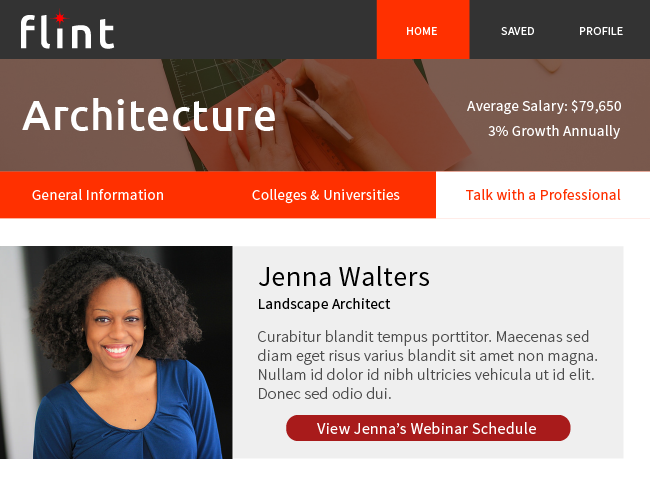 flint
HOME
SAVED
PROFILE
Architecture
Average Salary: $79,650
3% Growth Annually
General Information
Colleges & Universities
Talk with a Professional
Jenna Walters
Landscape Architect
Curabitur blandit tempus porttitor. Maecenas sed
diam eget risus varius blandit sit amet non magna.
Nullam id dolor id nibh ultricies vehicula ut id elit.
Donec sed odio dui.
View Jenna’s Webinar Schedule